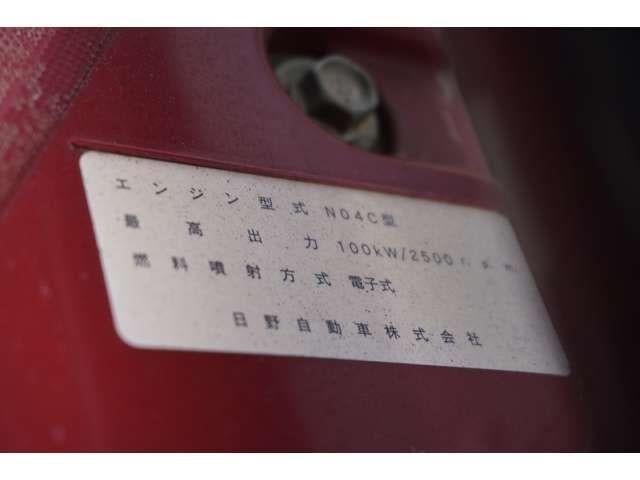 エンジン型式 N04C型
最高出力 100kW/2500 r. p. m.
燃料噴射方式 電子式
日野自動車株式会社